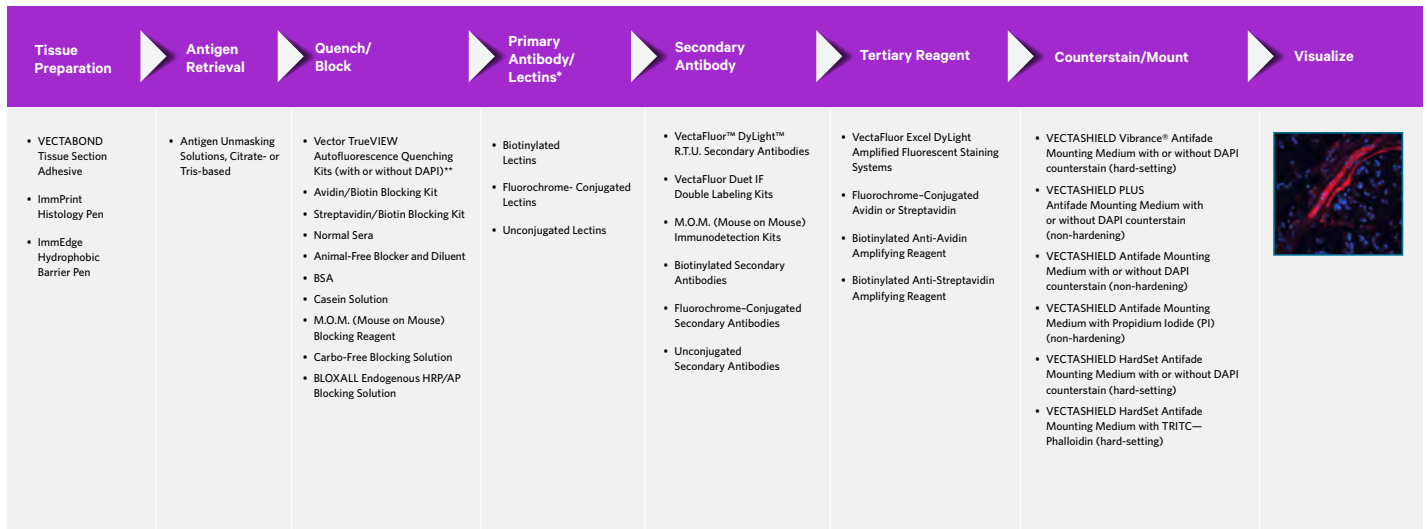 Tissue
Preparation
Antigen
Retrieval
Quench/
Block
Primary
Antibody/
Lectins*
Secondary
Antibody
Tertiary Reagent
Counterstain/Mount
Visualize
• VECTABOND
Tissue Section
Adhesive
• ImmPrint
Histology Pen
• ImmEdge
Hydrophobic
Barrier Pen
• Antigen Unmasking
Solutions, Citrate- or
Tris-based
• Vector TrueVIEW
Autofluorescence Quenching
Kits (with or without DAPI)**
• Avidin/Biotin Blocking Kit
• Streptavidin/Biotin Blocking Kit
• Normal Sera
• Animal-Free Blocker and Diluent
• BSA
• Casein Solution
• M.O.M. (Mouse on Mouse)
Blocking Reagent
• Carbo-Free Blocking Solution
• BLOXALL Endogenous HRP/AP
Blocking Solution
• Biotinylated
Lectins
• Fluorochrome- Conjugated
Lectins
• Unconjugated Lectins
• VectaFluor™ DyLight™
R.T.U. Secondary Antibodies
• VectaFluor Duet IF
Double Labeling Kits
• M.O.M. (Mouse on Mouse)
Immunodetection Kits
• Biotinylated Secondary
Antibodies
• Fluorochrome–Conjugated
Secondary Antibodies
• Unconjugated
Secondary Antibodies
• VectaFluor Excel DyLight
Amplified Fluorescent Staining
Systems
• Fluorochrome–Conjugated
Avidin or Streptavidin
• Biotinylated Anti-Avidin
Amplifying Reagent
• Biotinylated Anti-Streptavidin
Amplifying Reagent
• VECTASHIELD Vibrance® Antifade
Mounting Medium with or without DAPI
counterstain (hard-setting)
• VECTASHIELD PLUS
Antifade Mounting Medium with
or without DAPI counterstain
(non-hardening)
• VECTASHIELD Antifade Mounting
Medium with or without DAPI
counterstain (non-hardening)
• VECTASHIELD Antifade Mounting
Medium with Propidium Iodide (PI)
(non-hardening)
• VECTASHIELD HardSet Antifade
Mounting Medium with or without DAPI
counterstain (hard-setting)
• VECTASHIELD HardSet Antifade
Mounting Medium with TRITC—
Phalloidin (hard-setting)